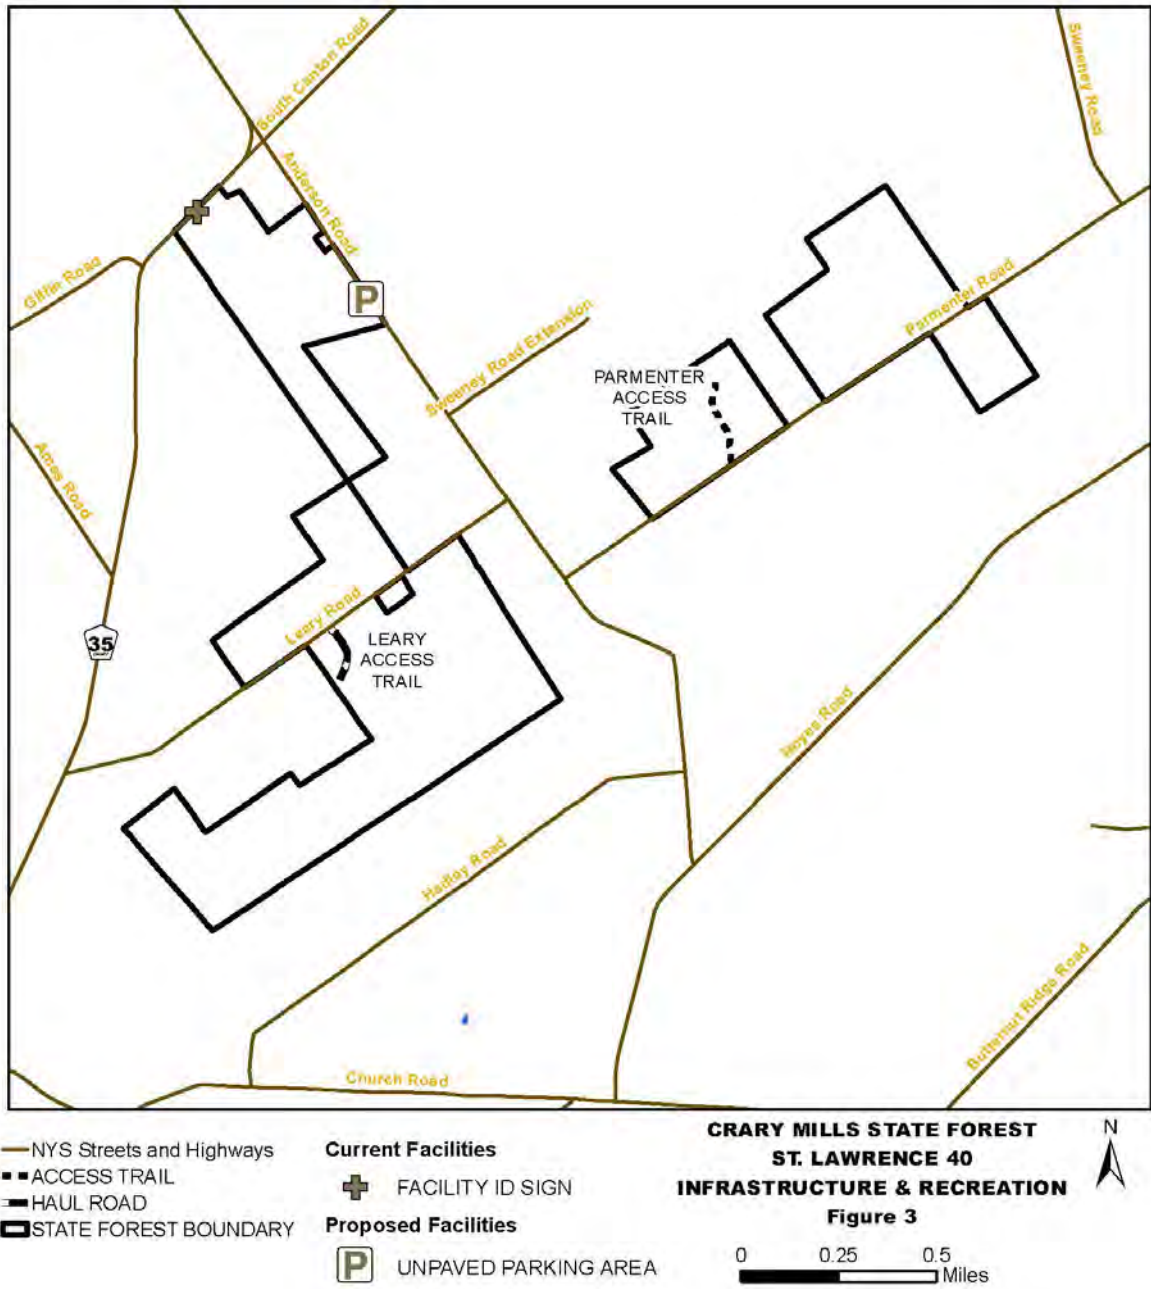 South Canton Road
Sweeney Road
Anderson Road
Giffin Road
P
Sweeney Road Extension
Parmenter Road
PARMENTER
ACCESS
TRAIL
Ames Road
Leary Road
35
LEARY
ACCESS
TRAIL
Noyes Road
Hadley Road
Butternut Ridge Road
Church Road
NYS Streets and Highways
ACCESS TRAIL
HAUL ROAD
STATE FOREST BOUNDARY
Current Facilities
FACILITY ID SIGN
Proposed Facilities
P UNPAVED PARKING AREA
CRARY MILLS STATE FOREST
ST. LAWRENCE 40
INFRASTRUCTURE & RECREATION
Figure 3
N
0 0.25 0.5
Miles